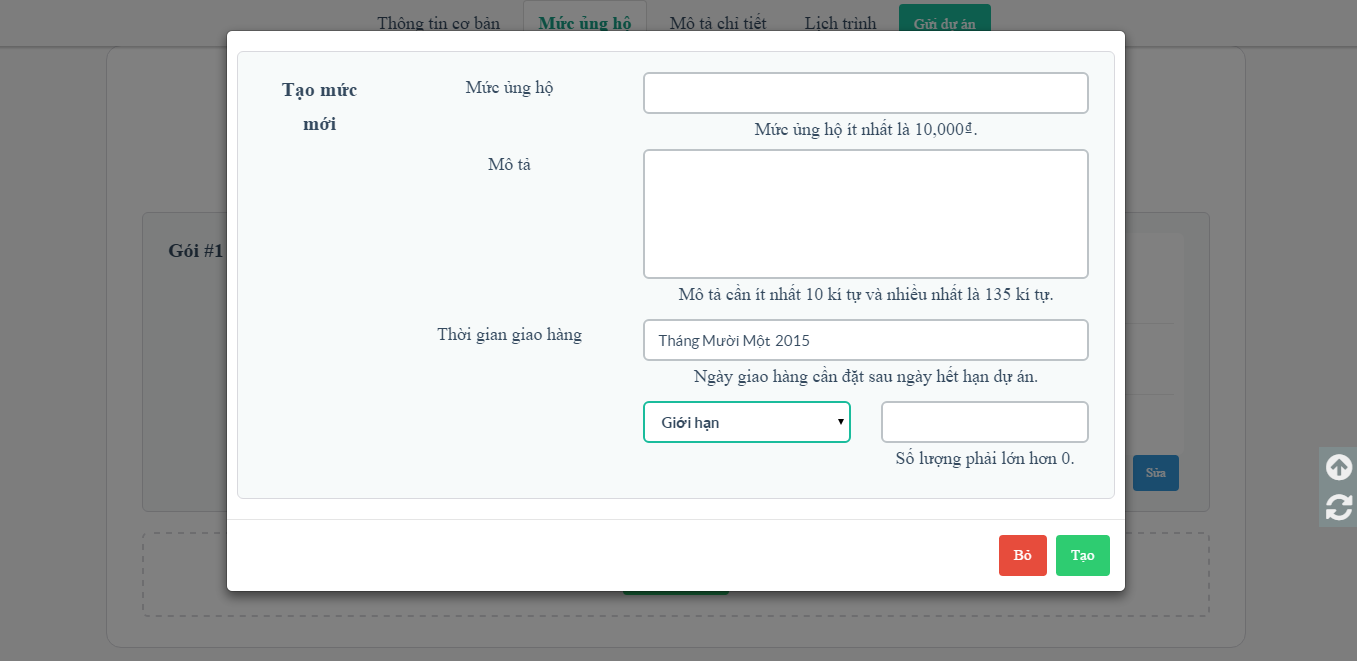 Thông tin cơ bản
Mức ủng hộ
Mô tả chi tiết
Lịch trình
Gửi dự án
Gói #1
Tạo mức
mới
Mức ủng hộ
Mức ủng hộ ít nhất là 10,000₫.
Mô tả
Mô tả cần ít nhất 10 kí tự và nhiều nhất là 135 kí tự.
Thời gian giao hàng
Tháng Mười Một 2015
Ngày giao hàng cần đặt sau ngày hết hạn dự án.
Giới hạn
Số lượng phải lớn hơn 0.
Sửa
Bỏ
Tạo